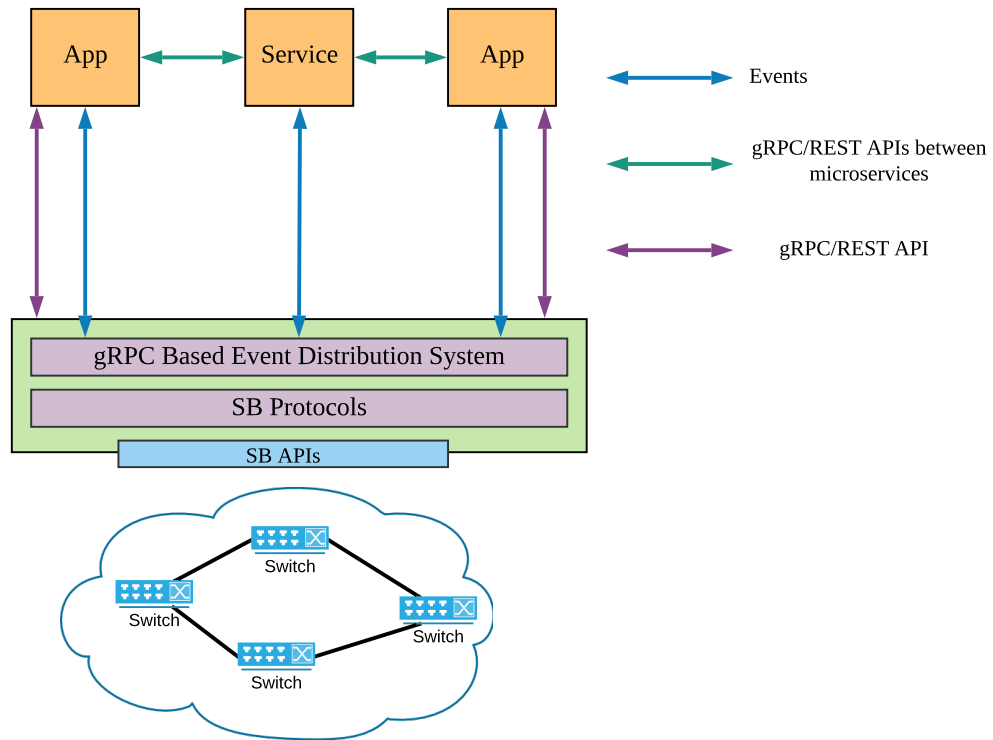 App
Service
App
Events
gRPC/REST APIs between
microservices
gRPC/REST API
gRPC Based Event Distribution System
SB Protocols
SB APIs
Switch
Switch
Switch
Switch